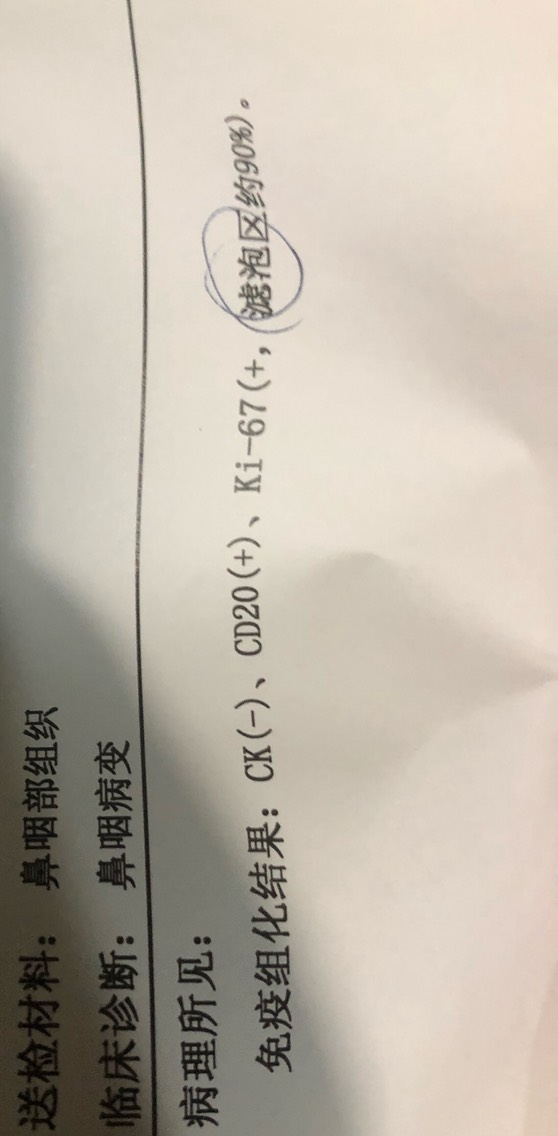 送检材料： 鼻咽部组织
临床诊断： 鼻咽病变
病理所见：
免疫组化结果：CK(-)、CD20(+)、Ki-67(+，滤泡区约90%)。